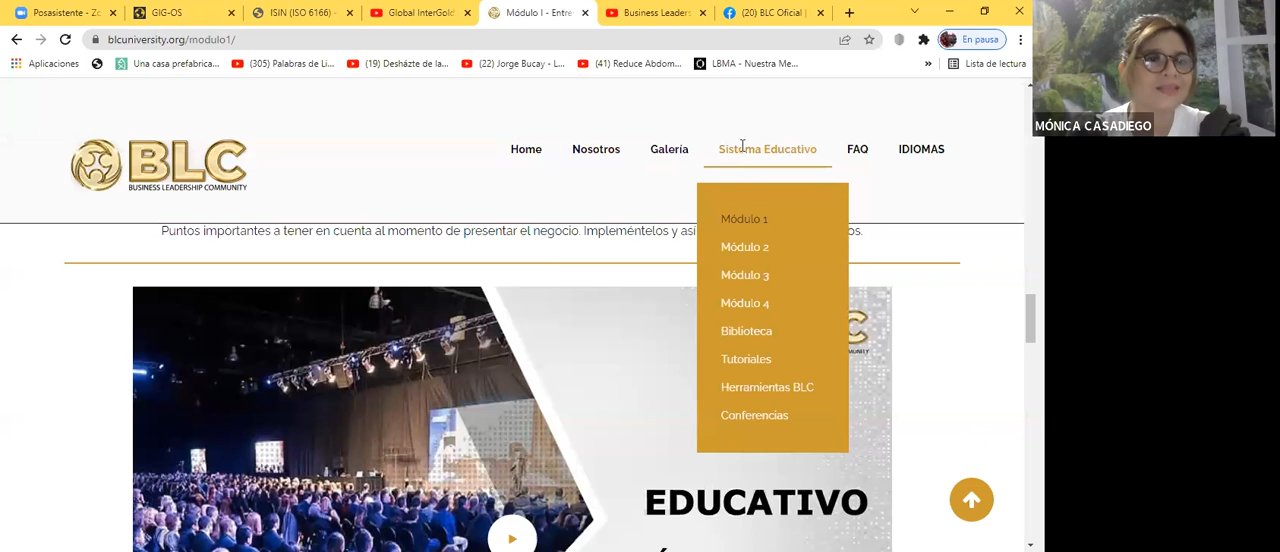 Posasistente - Zo
GIG-OS
ISIN (ISO 6166) -
Global InterGold
Módulo I - Entre
Business Leaders
(20) BLC Oficial |
blcuniversity.org/modulo1/
En pausa
Aplicaciones
Una casa prefabric...
(305) Palabras de Li...
(19) Desházte de la...
(22) Jorge Bucay - L...
(41) Reduce Abdom...
LBMA - Nuestra Me...
»
Lista de lectura
MÓNICA CASADIEGO
BLC
BUSINESS LEADERSHIP COMMUNITY
Home
Nosotros
Galería
Sistema Educativo
FAQ
IDIOMAS
Módulo 1
Módulo 2
Módulo 3
Módulo 4
Biblioteca
Tutoriales
Herramientas BLC
Conferencias
Puntos importantes a tener en cuenta al momento de presentar el negocio. Impleméntelos y así
os.
EDUCATIVO